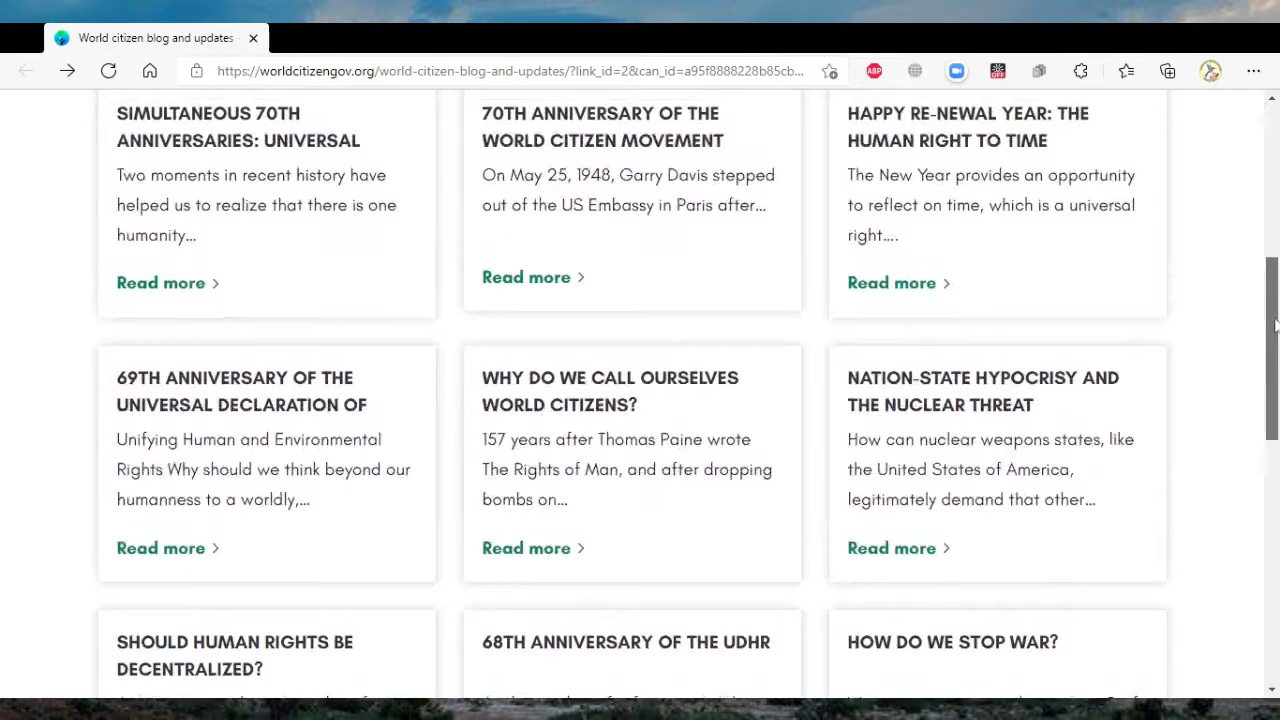 World citizen blog and updates
https://worldcitizengov.org/world-citizen-blog-and-updates/?link_id=2&can_id=a95f8888228b85cb...
ABP
OFF
SIMULTANEOUS 70TH
ANNIVERSARIES: UNIVERSAL
Two moments in recent history have
helped us to realize that there is one
humanity...
Read more
70TH ANNIVERSARY OF THE
WORLD CITIZEN MOVEMENT
On May 25, 1948, Garry Davis stepped
out of the US Embassy in Paris after...
Read more
HAPPY RE-NEWAL YEAR: THE
HUMAN RIGHT TO TIME
The New Year provides an opportunity
to reflect on time, which is a universal
right....
Read more
69TH ANNIVERSARY OF THE
UNIVERSAL DECLARATION OF
Unifying Human and Environmental
Rights Why should we think beyond our
humanness to a worldly,...
Read more
WHY DO WE CALL OURSELVES
WORLD CITIZENS?
157 years after Thomas Paine wrote
The Rights of Man, and after dropping
bombs on...
Read more
NATION-STATE HYPOCRISY AND
THE NUCLEAR THREAT
How can nuclear weapons states, like
the United States of America,
legitimately demand that other...
Read more
SHOULD HUMAN RIGHTS BE
DECENTRALIZED?
68TH ANNIVERSARY OF THE UDHR
HOW DO WE STOP WAR?